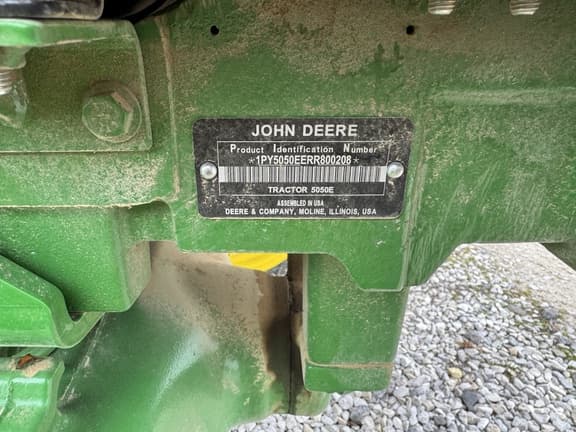 JOHN DEERE
Product Identification Number
*1PY5050EERR800208*
TRACTOR 5050E
ASSEMBLED IN USA
DEERE & COMPANY, MOLINE, ILLINOIS, USA